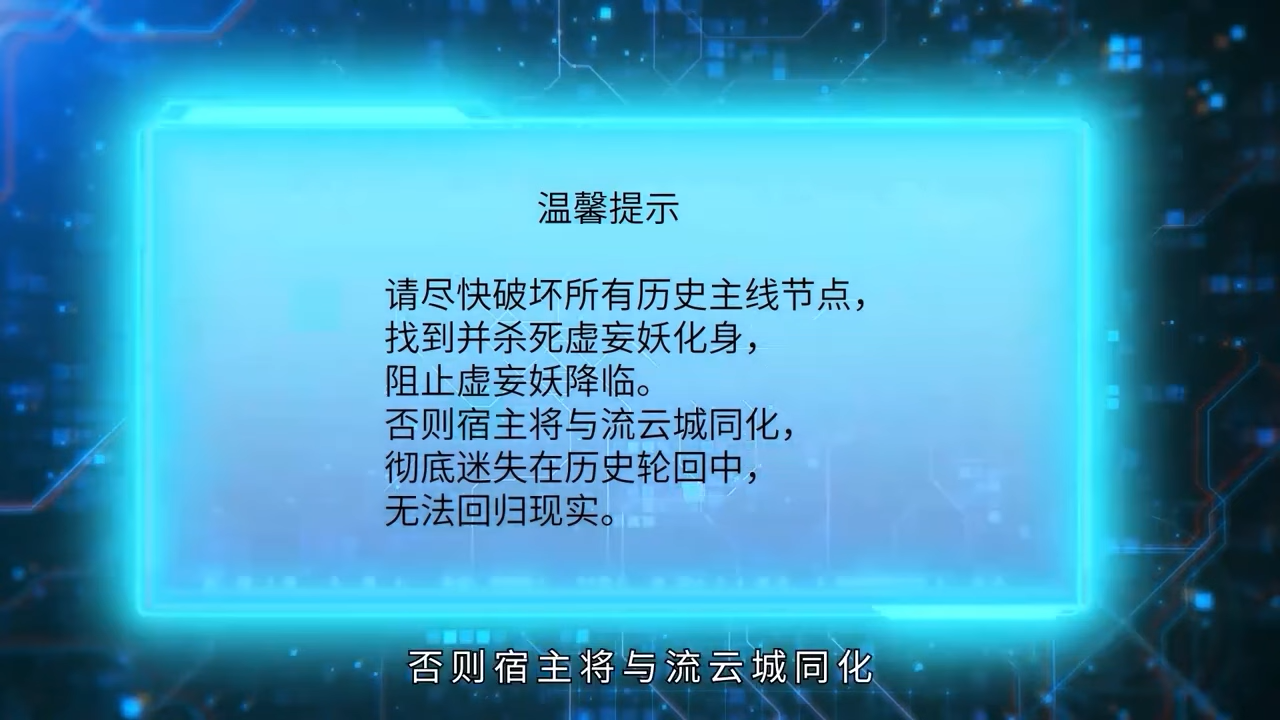 温馨提示
请尽快破坏所有历史主线节点，
找到并杀死虚妄妖化身，
阻止虚妄妖降临。
否则宿主将与流云城同化，
彻底迷失在历史轮回中，
无法回归现实。
否则宿主将与流云城同化